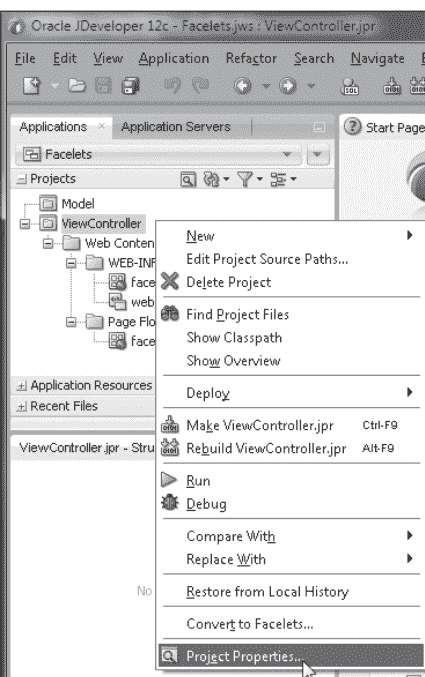 Oracle JDeveloper 12c - Facelets.jws : ViewController.jpr
File Edit View Application Refactor Search Navigate
Applications × Application Servers
Start Page
Facelets
Projects
Model
ViewController
Web Conten
WEB-INF
face
web
Page Flo
face
Application Resources
Recent Files
ViewController.jpr - Stru
No
New
Edit Project Source Paths...
Delete Project
Find Project Files
Show Classpath
Show Overview
Deploy
Make ViewController.jpr Ctrl-F9
Rebuild ViewController.jpr Alt-F9
Run
Debug
Compare With
Replace With
Restore from Local History
Convert to Facelets...
Project Properties...